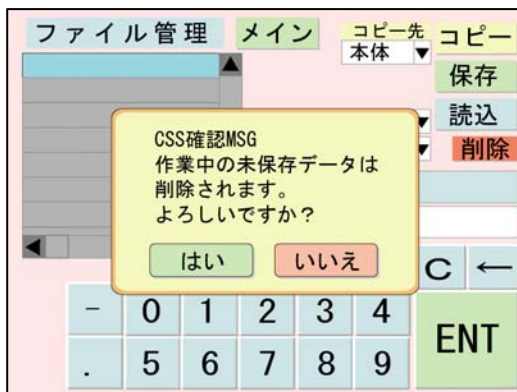 ファイル管理
メイン
コピー先
コピー
本体 ▼
保存
読込
削除
CSS確認MSG
作業中の未保存データは
削除されます。
よろしいですか？
はい
いいえ
C ←
- 0 1 2 3 4
ENT
. 5 6 7 8 9